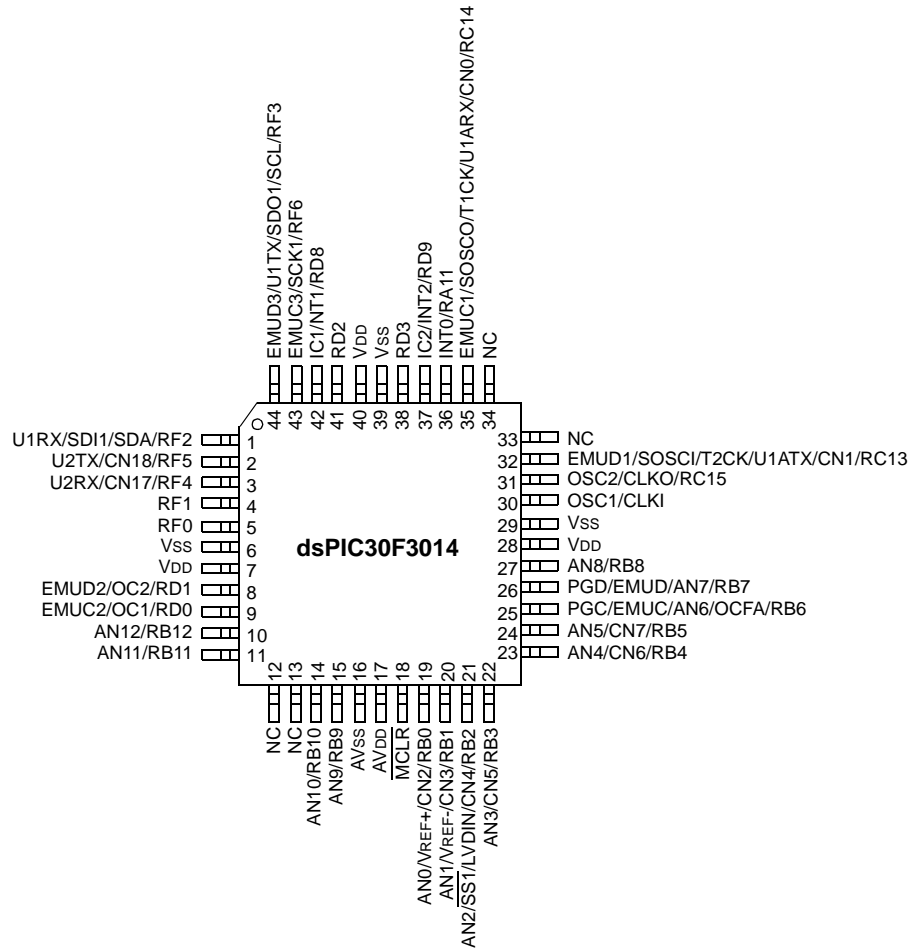 EMUD3/U1TX/SDO1/SCL/RF3
EMUC3/SCK1/RF6
IC1/NT1/RD8
RD2
VDD
VSS
RD3
IC2/INT2/RD9
INT0/RA11
EMUC1/SOSCO/T1CK/U1ARX/CN0/RC14
NC
44
43
42
41
40
39
38
37
36
35
34
U1RX/SDI1/SDA/RF2 1
U2TX/CN18/RF5 2
U2RX/CN17/RF4 3
RF1 4
RF0 5
VSS 6
VDD 7
EMUD2/OC2/RD1 8
EMUC2/OC1/RD0 9
AN12/RB12 10
AN11/RB11 11
dsPIC30F3014
33 NC
32 EMUD1/SOSCI/T2CK/U1ATX/CN1/RC13
31 OSC2/CLKO/RC15
30 OSC1/CLKI
29 VSS
28 VDD
27 AN8/RB8
26 PGD/EMUD/AN7/RB7
25 PGC/EMUC/AN6/OCFA/RB6
24 AN5/CN7/RB5
23 AN4/CN6/RB4
12
13
14
15
16
17
18
19
20
21
22
NC
NC
AN10/RB10
AN9/RB9
AVSS
AVDD
MCLR
AN0/VREF+/CN2/RB0
AN1/VREF-/CN3/RB1
AN2/SS1/LVDIN/CN4/RB2
AN3/CN5/RB3